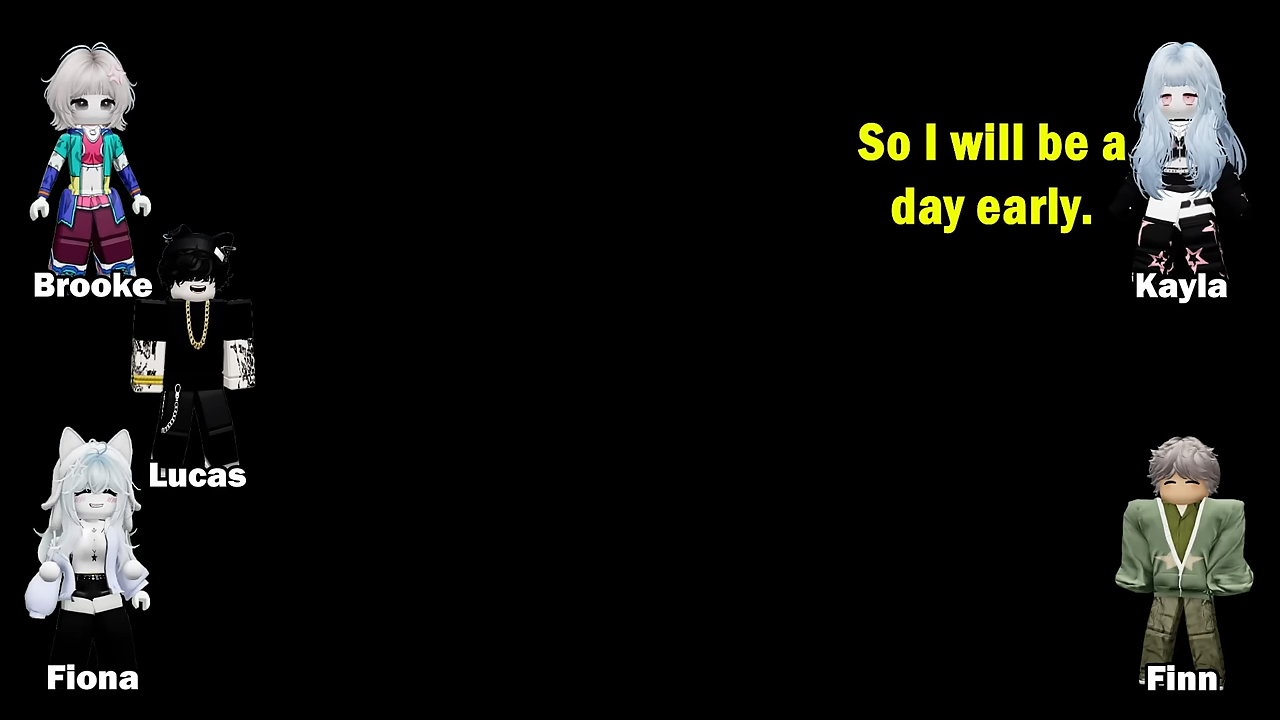 So I will be a
day early.
Brooke
Kayla
Lucas
Fiona
Finn